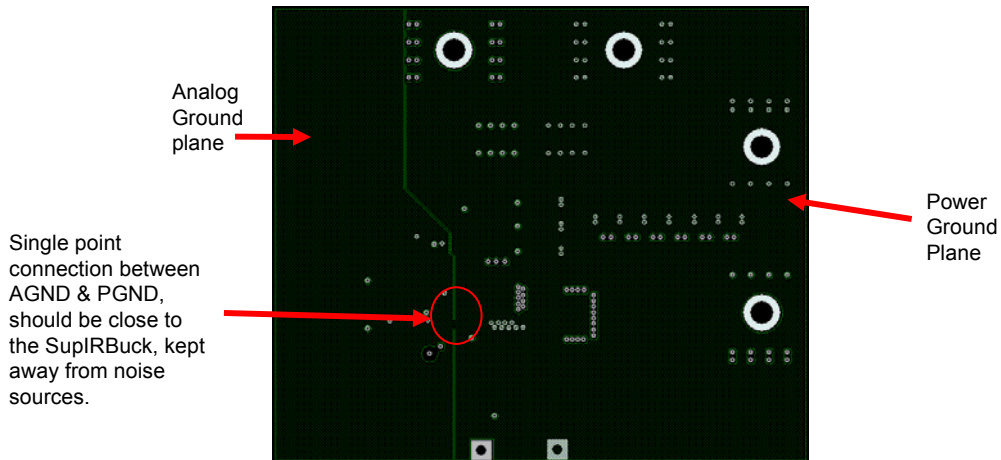 Analog
Ground
plane
Single point
connection between
AGND & PGND,
should be close to
the SupIRBuck, kept
away from noise
sources.
Power
Ground
Plane